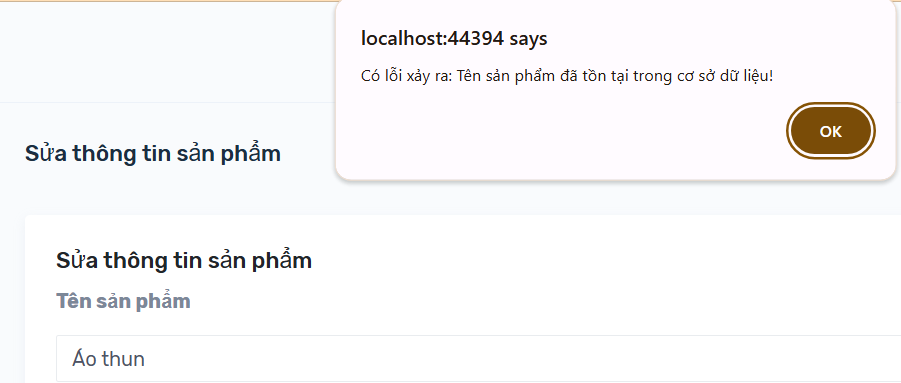 localhost:44394 says
Có lỗi xảy ra: Tên sản phẩm đã tồn tại trong cơ sở dữ liệu!
OK
Sửa thông tin sản phẩm
Sửa thông tin sản phẩm
Tên sản phẩm
Áo thun